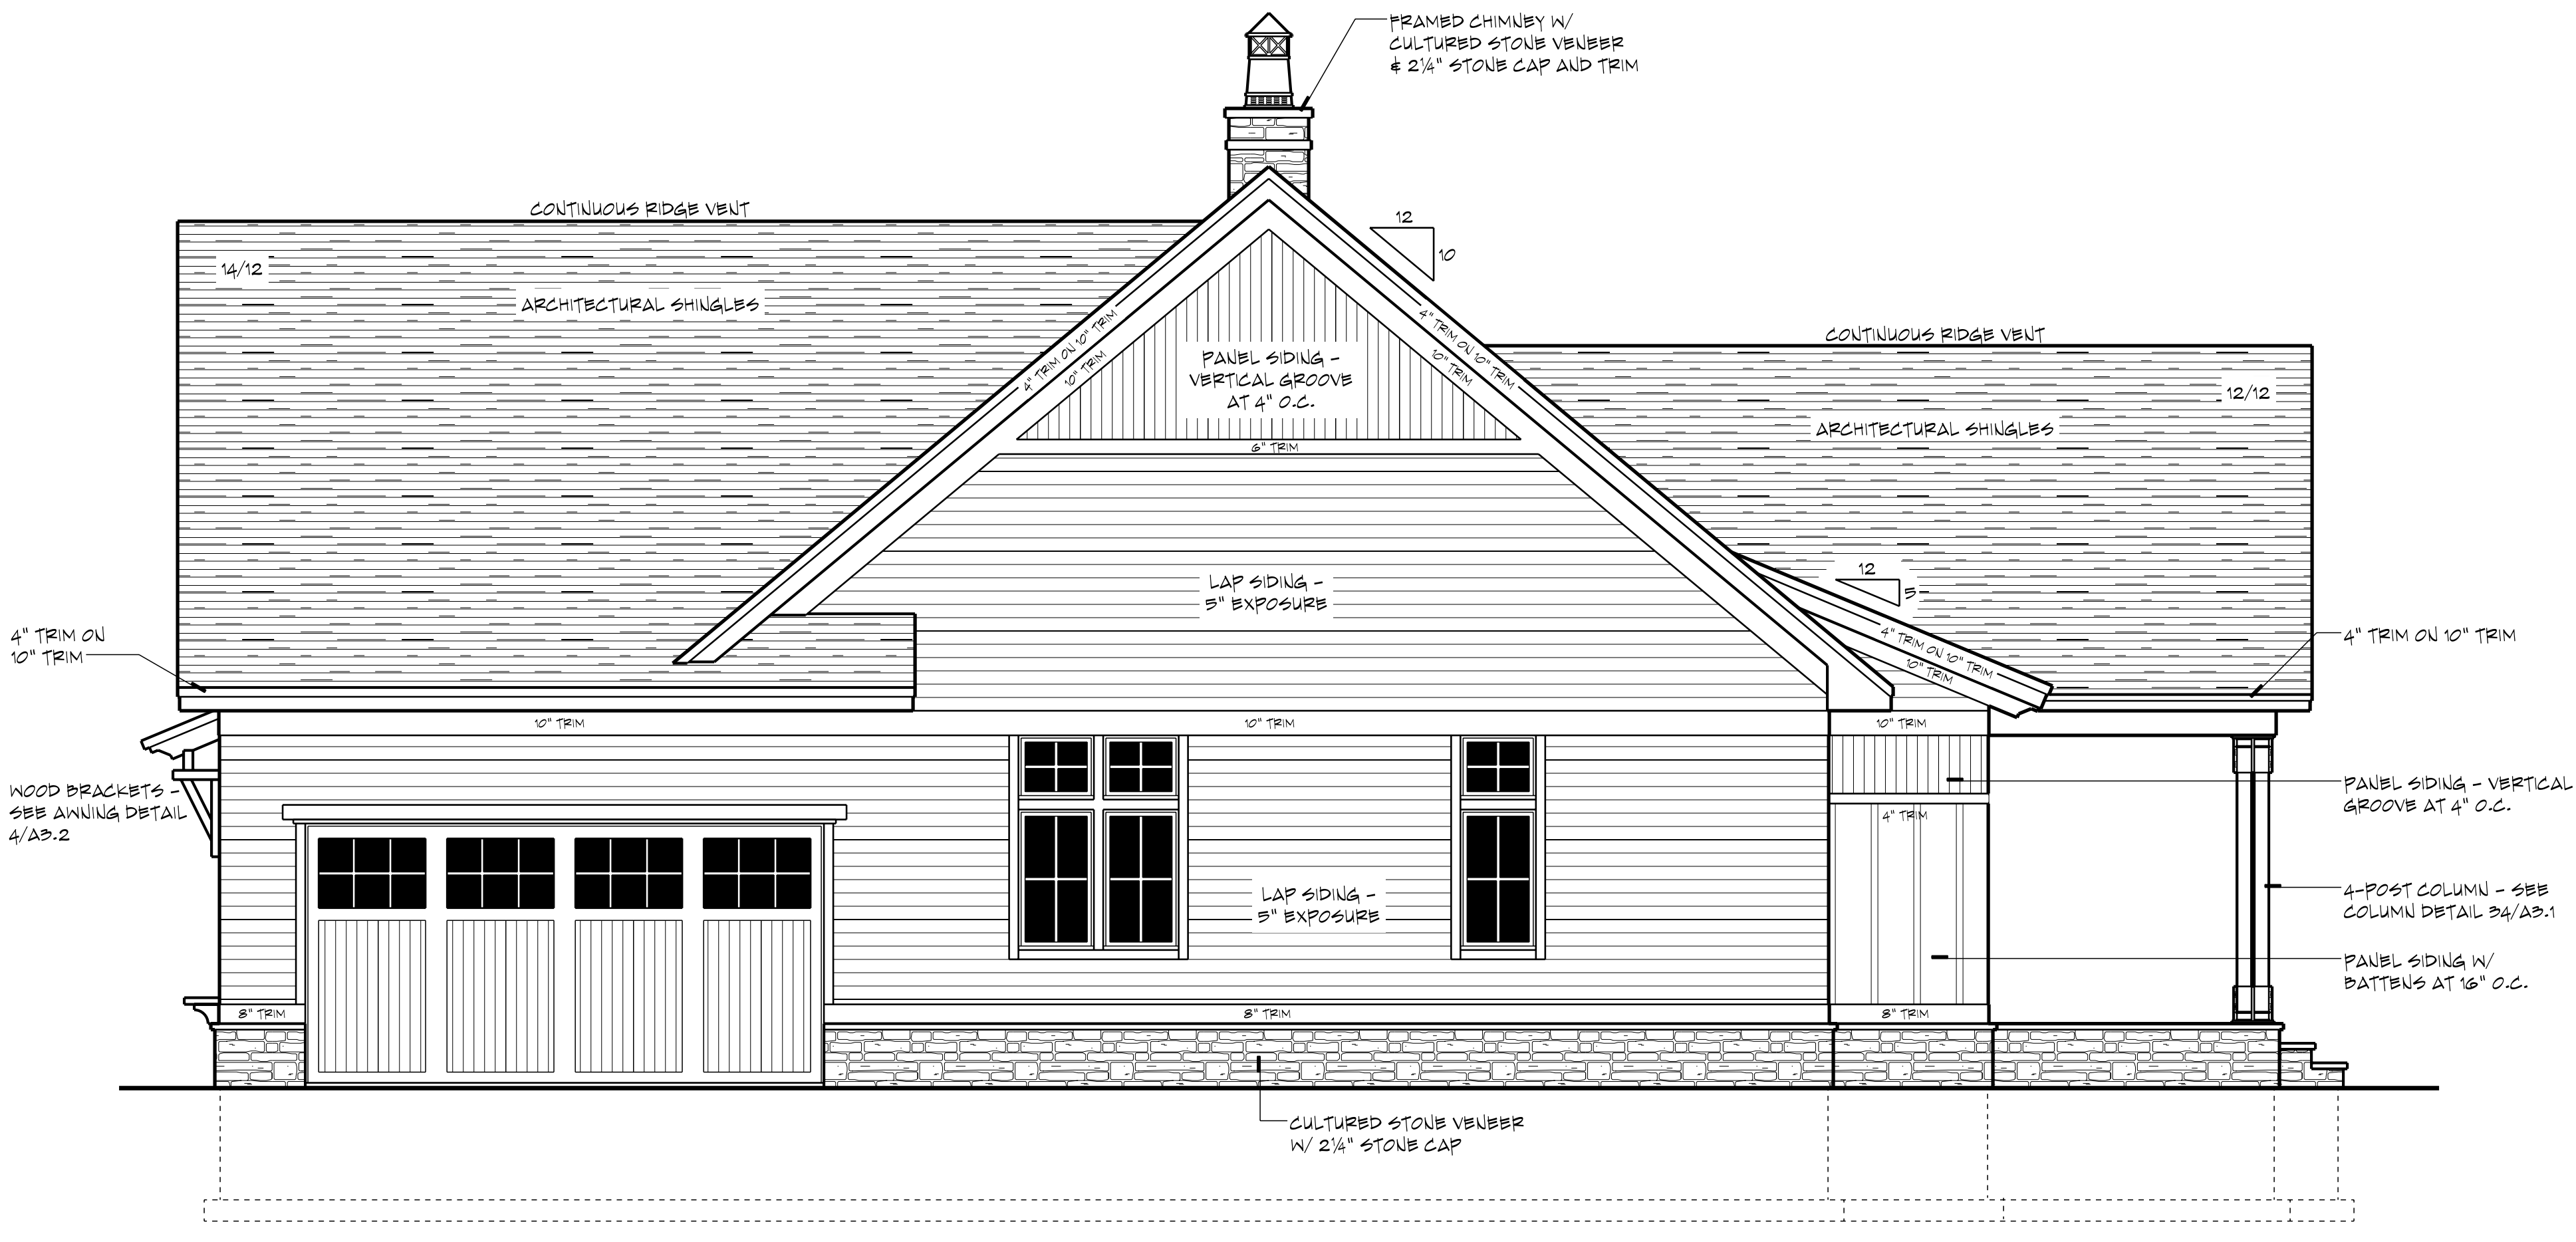 FRAMED CHIMNEY W/
CULTURED STONE VENEER
& 2¼" STONE CAP AND TRIM
CONTINUOUS RIDGE VENT
12
10
14/12
ARCHITECTURAL SHINGLES
4" TRIM ON 10" TRIM
10" TRIM
4" TRIM ON 10" TRIM
10" TRIM
PANEL SIDING -
VERTICAL GROOVE
AT 4" O.C.
6" TRIM
CONTINUOUS RIDGE VENT
12/12
ARCHITECTURAL SHINGLES
LAP SIDING -
5" EXPOSURE
12
5
4" TRIM ON 10" TRIM
10" TRIM
4" TRIM ON
10" TRIM
4" TRIM ON 10" TRIM
10" TRIM
10" TRIM
10" TRIM
WOOD BRACKETS -
SEE AWNING DETAIL
4/A3.2
PANEL SIDING - VERTICAL
GROOVE AT 4" O.C.
4" TRIM
LAP SIDING -
5" EXPOSURE
4-POST COLUMN - SEE
COLUMN DETAIL 34/A3.1
PANEL SIDING W/
BATTENS AT 16" O.C.
8" TRIM
8" TRIM
8" TRIM
CULTURED STONE VENEER
W/ 2¼" STONE CAP